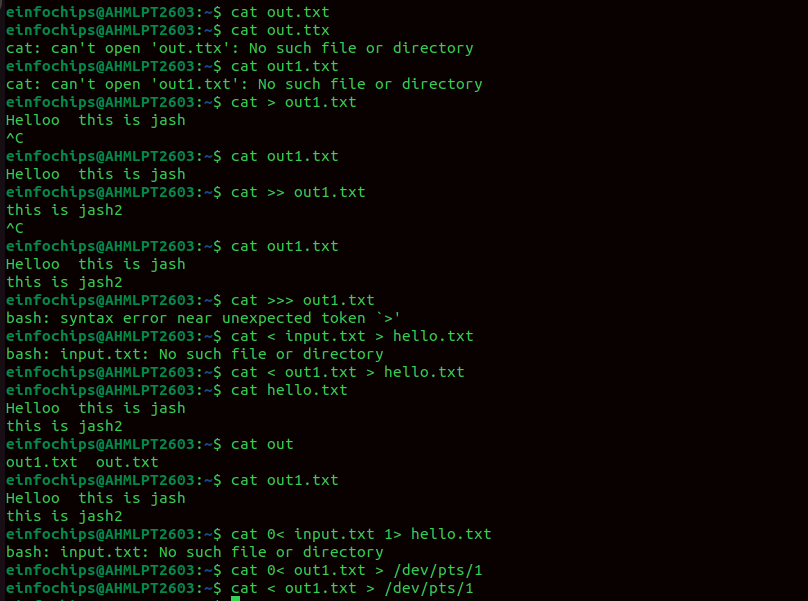 einfochips@AHMLPT2603:~$ cat out.txt
einfochips@AHMLPT2603:~$ cat out.ttx
cat: can't open 'out.ttx': No such file or directory
einfochips@AHMLPT2603:~$ cat out1.txt
cat: can't open 'out1.txt': No such file or directory
einfochips@AHMLPT2603:~$ cat > out1.txt
Helloo  this is jash
^C
einfochips@AHMLPT2603:~$ cat out1.txt
Helloo  this is jash
einfochips@AHMLPT2603:~$ cat >> out1.txt
this is jash2
^C
einfochips@AHMLPT2603:~$ cat out1.txt
Helloo  this is jash
this is jash2
einfochips@AHMLPT2603:~$ cat >>> out1.txt
bash: syntax error near unexpected token `>'
einfochips@AHMLPT2603:~$ cat < input.txt > hello.txt
bash: input.txt: No such file or directory
einfochips@AHMLPT2603:~$ cat < out1.txt > hello.txt
einfochips@AHMLPT2603:~$ cat hello.txt
Helloo  this is jash
this is jash2
einfochips@AHMLPT2603:~$ cat out
out1.txt  out.txt
einfochips@AHMLPT2603:~$ cat out1.txt
Helloo  this is jash
this is jash2
einfochips@AHMLPT2603:~$ cat 0< input.txt 1> hello.txt
bash: input.txt: No such file or directory
einfochips@AHMLPT2603:~$ cat 0< out1.txt > /dev/pts/1
einfochips@AHMLPT2603:~$ cat < out1.txt > /dev/pts/1